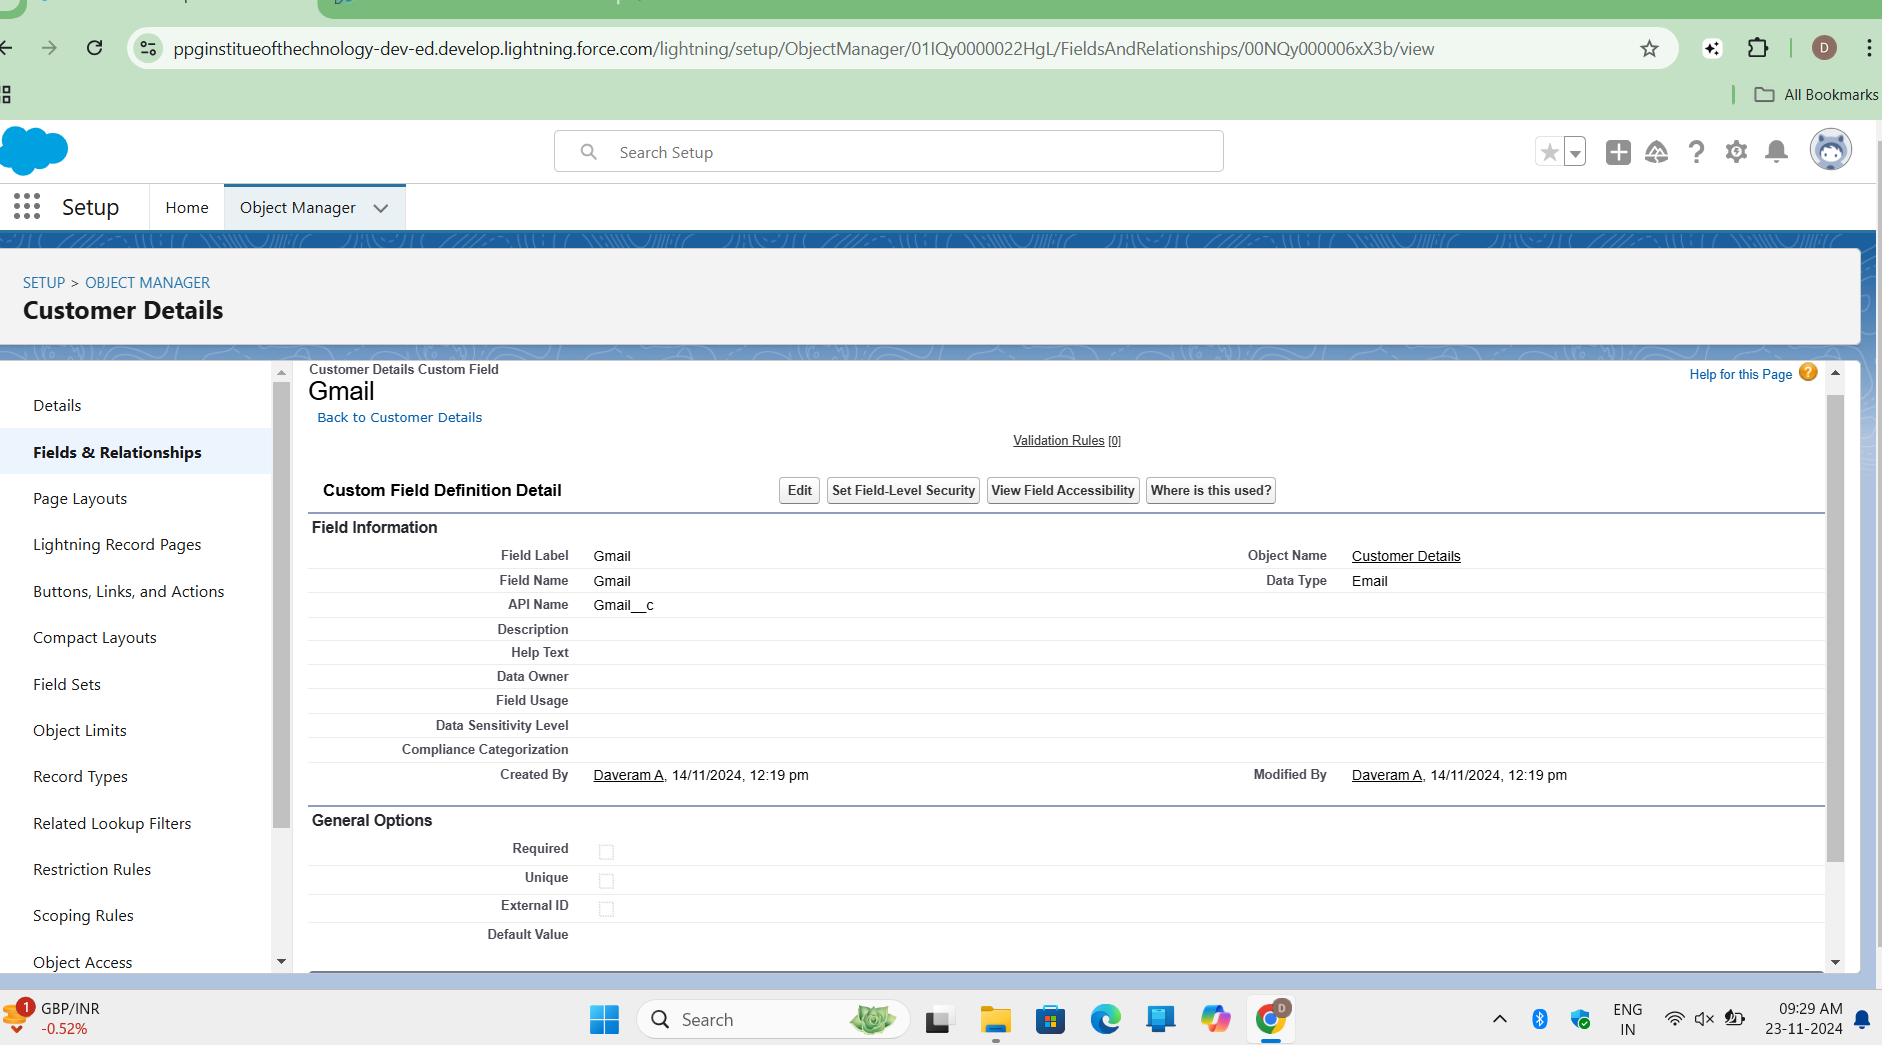 ppginstitueofthechnology-dev-ed.develop.lightning.force.com/lightning/setup/ObjectManager/01IQy0000022HgL/FieldsAndRelationships/00NQy000006xX3b/view
D
All Bookmarks
Search Setup
Setup
Home
Object Manager
SETUP > OBJECT MANAGER
Customer Details
Details
Fields & Relationships
Page Layouts
Lightning Record Pages
Buttons, Links, and Actions
Compact Layouts
Field Sets
Object Limits
Record Types
Related Lookup Filters
Restriction Rules
Scoping Rules
Object Access
Customer Details Custom Field
Gmail
Back to Customer Details
Help for this Page ?
Validation Rules [0]
Custom Field Definition Detail
Edit
Set Field-Level Security
View Field Accessibility
Where is this used?
Field Information
Field Label Gmail Object Name Customer Details
Field Name Gmail Data Type Email
API Name Gmail__c
Description
Help Text
Data Owner
Field Usage
Data Sensitivity Level
Compliance Categorization
Created By Daveram A, 14/11/2024, 12:19 pm Modified By Daveram A, 14/11/2024, 12:19 pm
General Options
Required
Unique
External ID
Default Value
1
GBP/INR
-0.52%
Search
D
ENG
IN
09:29 AM
23-11-2024